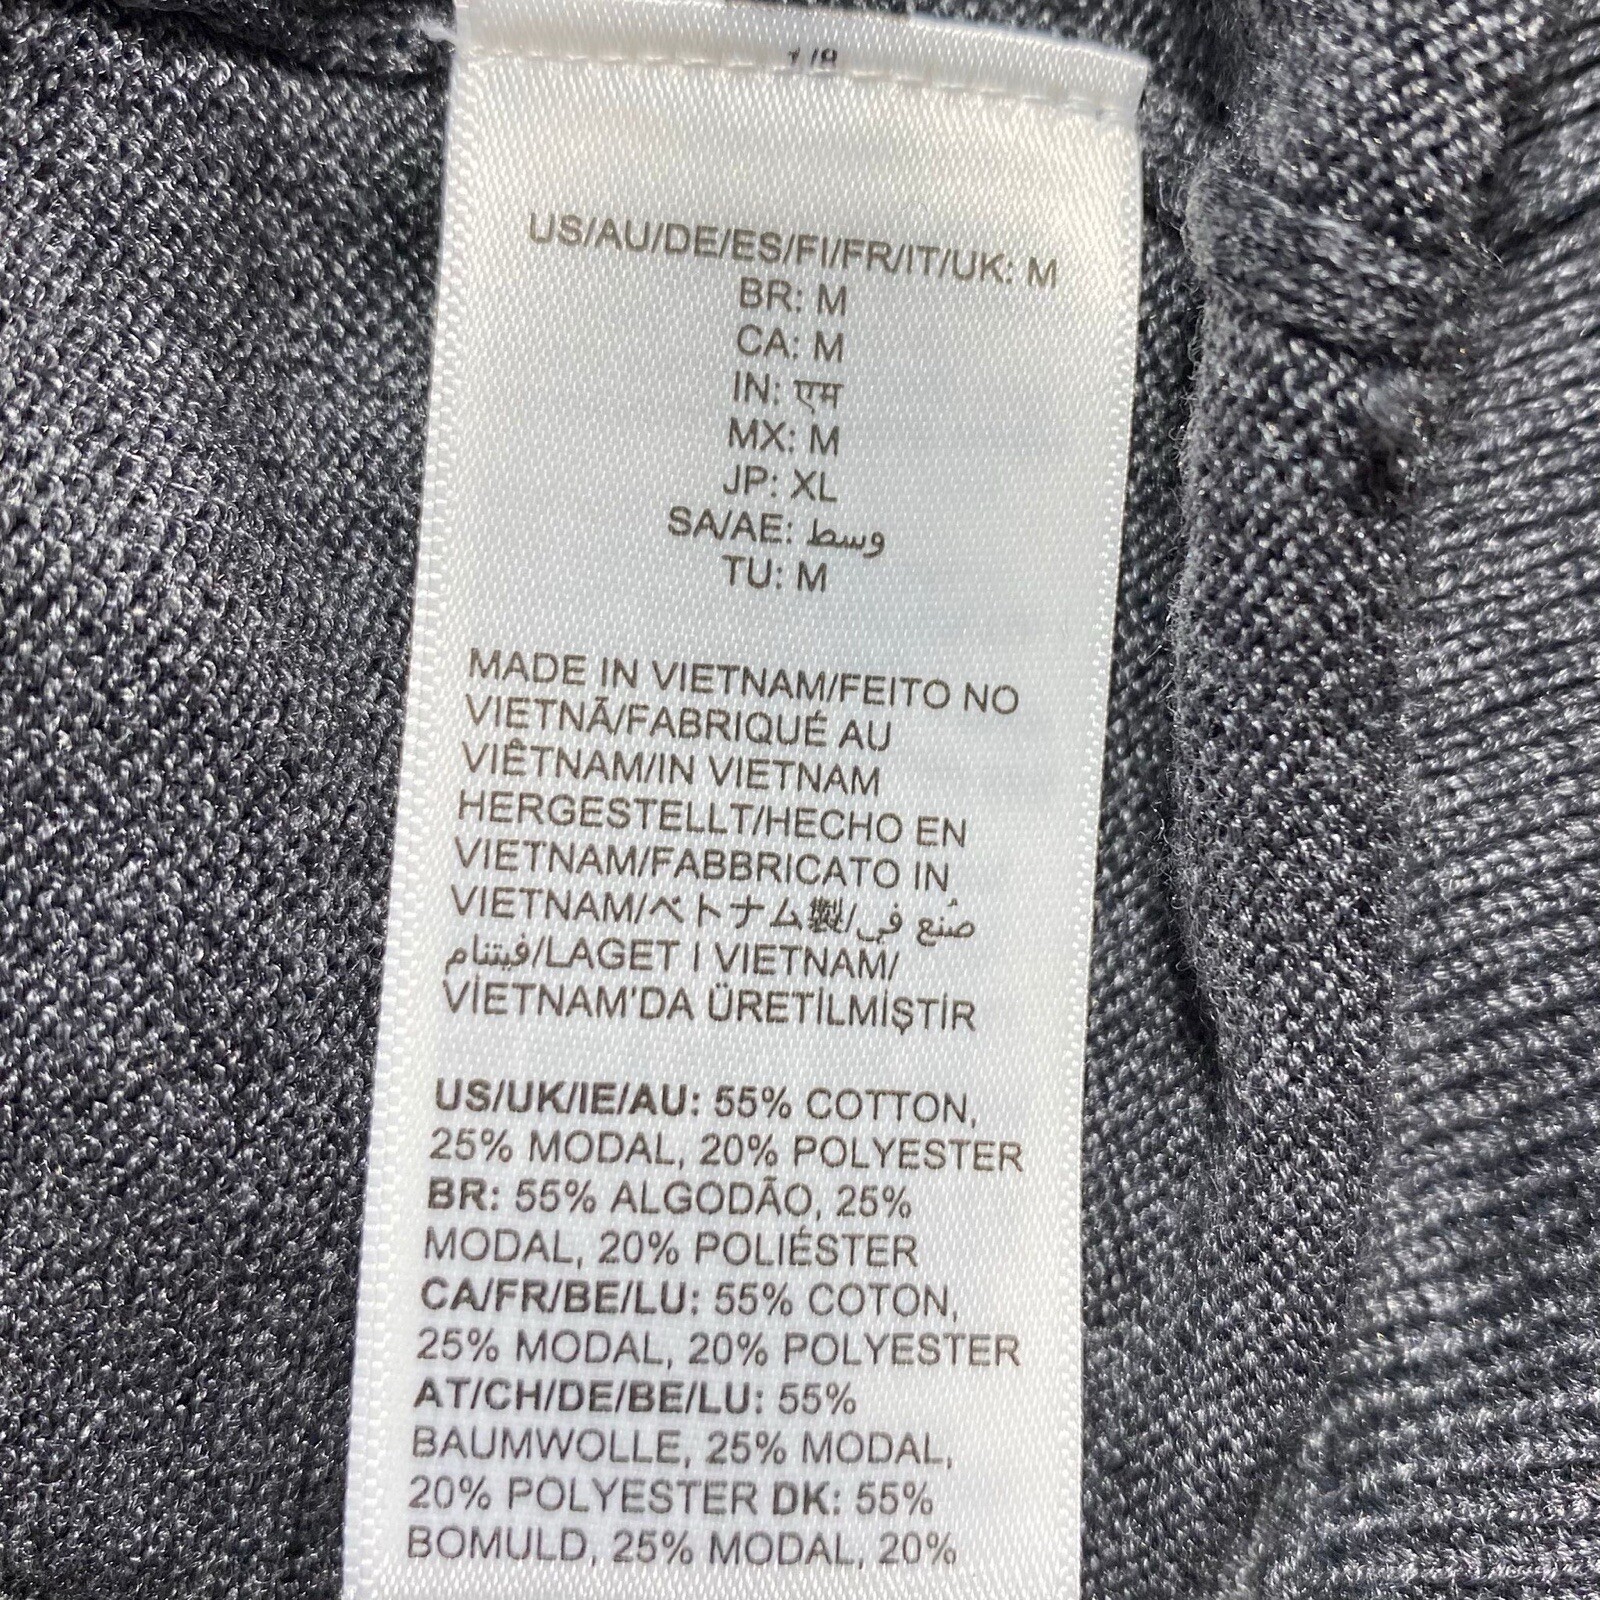 1/8
US/AU/DE/ES/FI/FR/IT/UK: M
BR: M
CA: M
IN: एम
MX: M
JP: XL
SA/AE: وسط
TU: M
MADE IN VIETNAM/FEITO NO
VIETNÃ/FABRIQUÉ AU
VIÊTNAM/IN VIETNAM
HERGESTELLT/HECHO EN
VIETNAM/FABBRICATO IN
VIETNAM/ベトナム製/صُنع في
فيتنام/LAGET I VIETNAM/
VİETNAM'DA ÜRETİLMİŞTİR
US/UK/IE/AU: 55% COTTON,
25% MODAL, 20% POLYESTER
BR: 55% ALGODÃO, 25%
MODAL, 20% POLIÉSTER
CA/FR/BE/LU: 55% COTON,
25% MODAL, 20% POLYESTER
AT/CH/DE/BE/LU: 55%
BAUMWOLLE, 25% MODAL,
20% POLYESTER DK: 55%
BOMULD, 25% MODAL, 20%